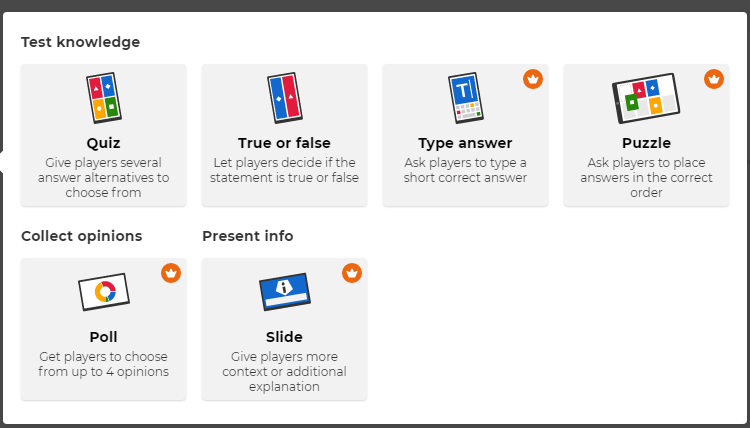 Test knowledge
Quiz
Give players several
answer alternatives to
choose from
True or false
Let players decide if the
statement is true or false
Type answer
Ask players to type a
short correct answer
Puzzle
Ask players to place
answers in the correct
order
Collect opinions
Poll
Get players to choose
from up to 4 opinions
Present info
Slide
Give players more
context or additional
explanation